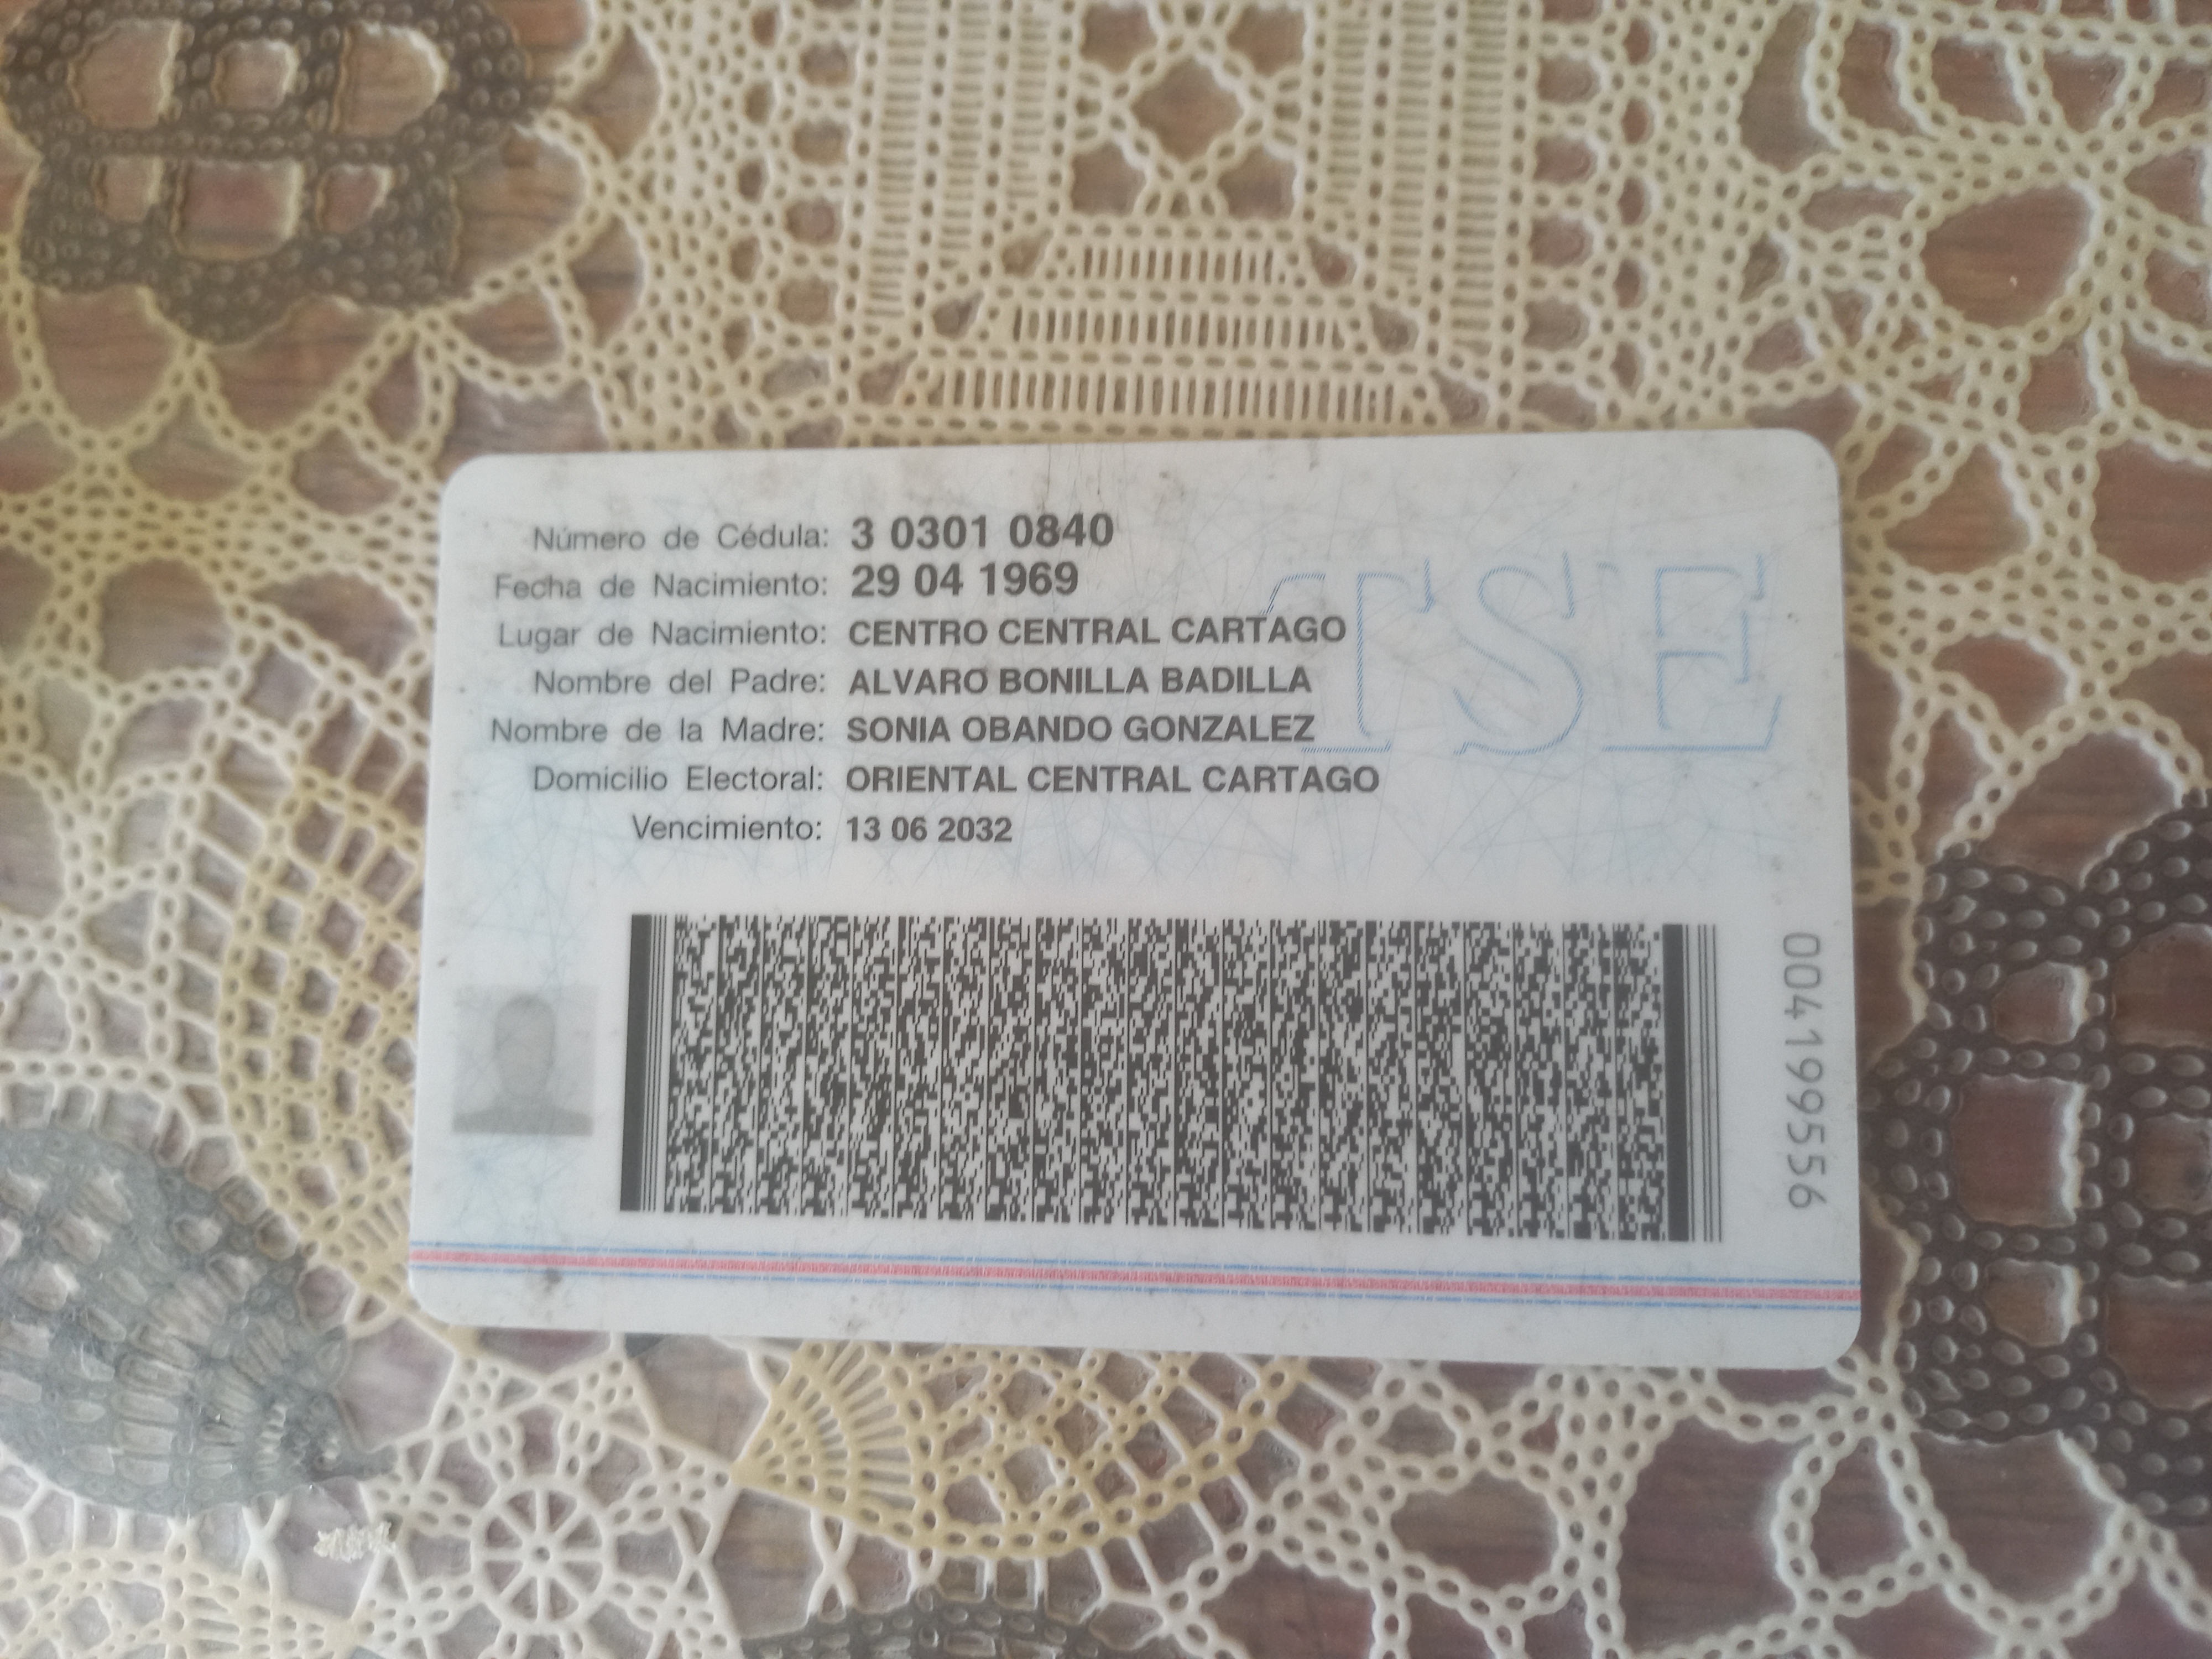 Número de Cédula: 3 0301 0840
Fecha de Nacimiento: 29 04 1969
Lugar de Nacimiento: CENTRO CENTRAL CARTAGO
Nombre del Padre: ALVARO BONILLA BADILLA
Nombre de la Madre: SONIA OBANDO GONZALEZ
Domicilio Electoral: ORIENTAL CENTRAL CARTAGO
Vencimiento: 13 06 2032
TSE
004199556